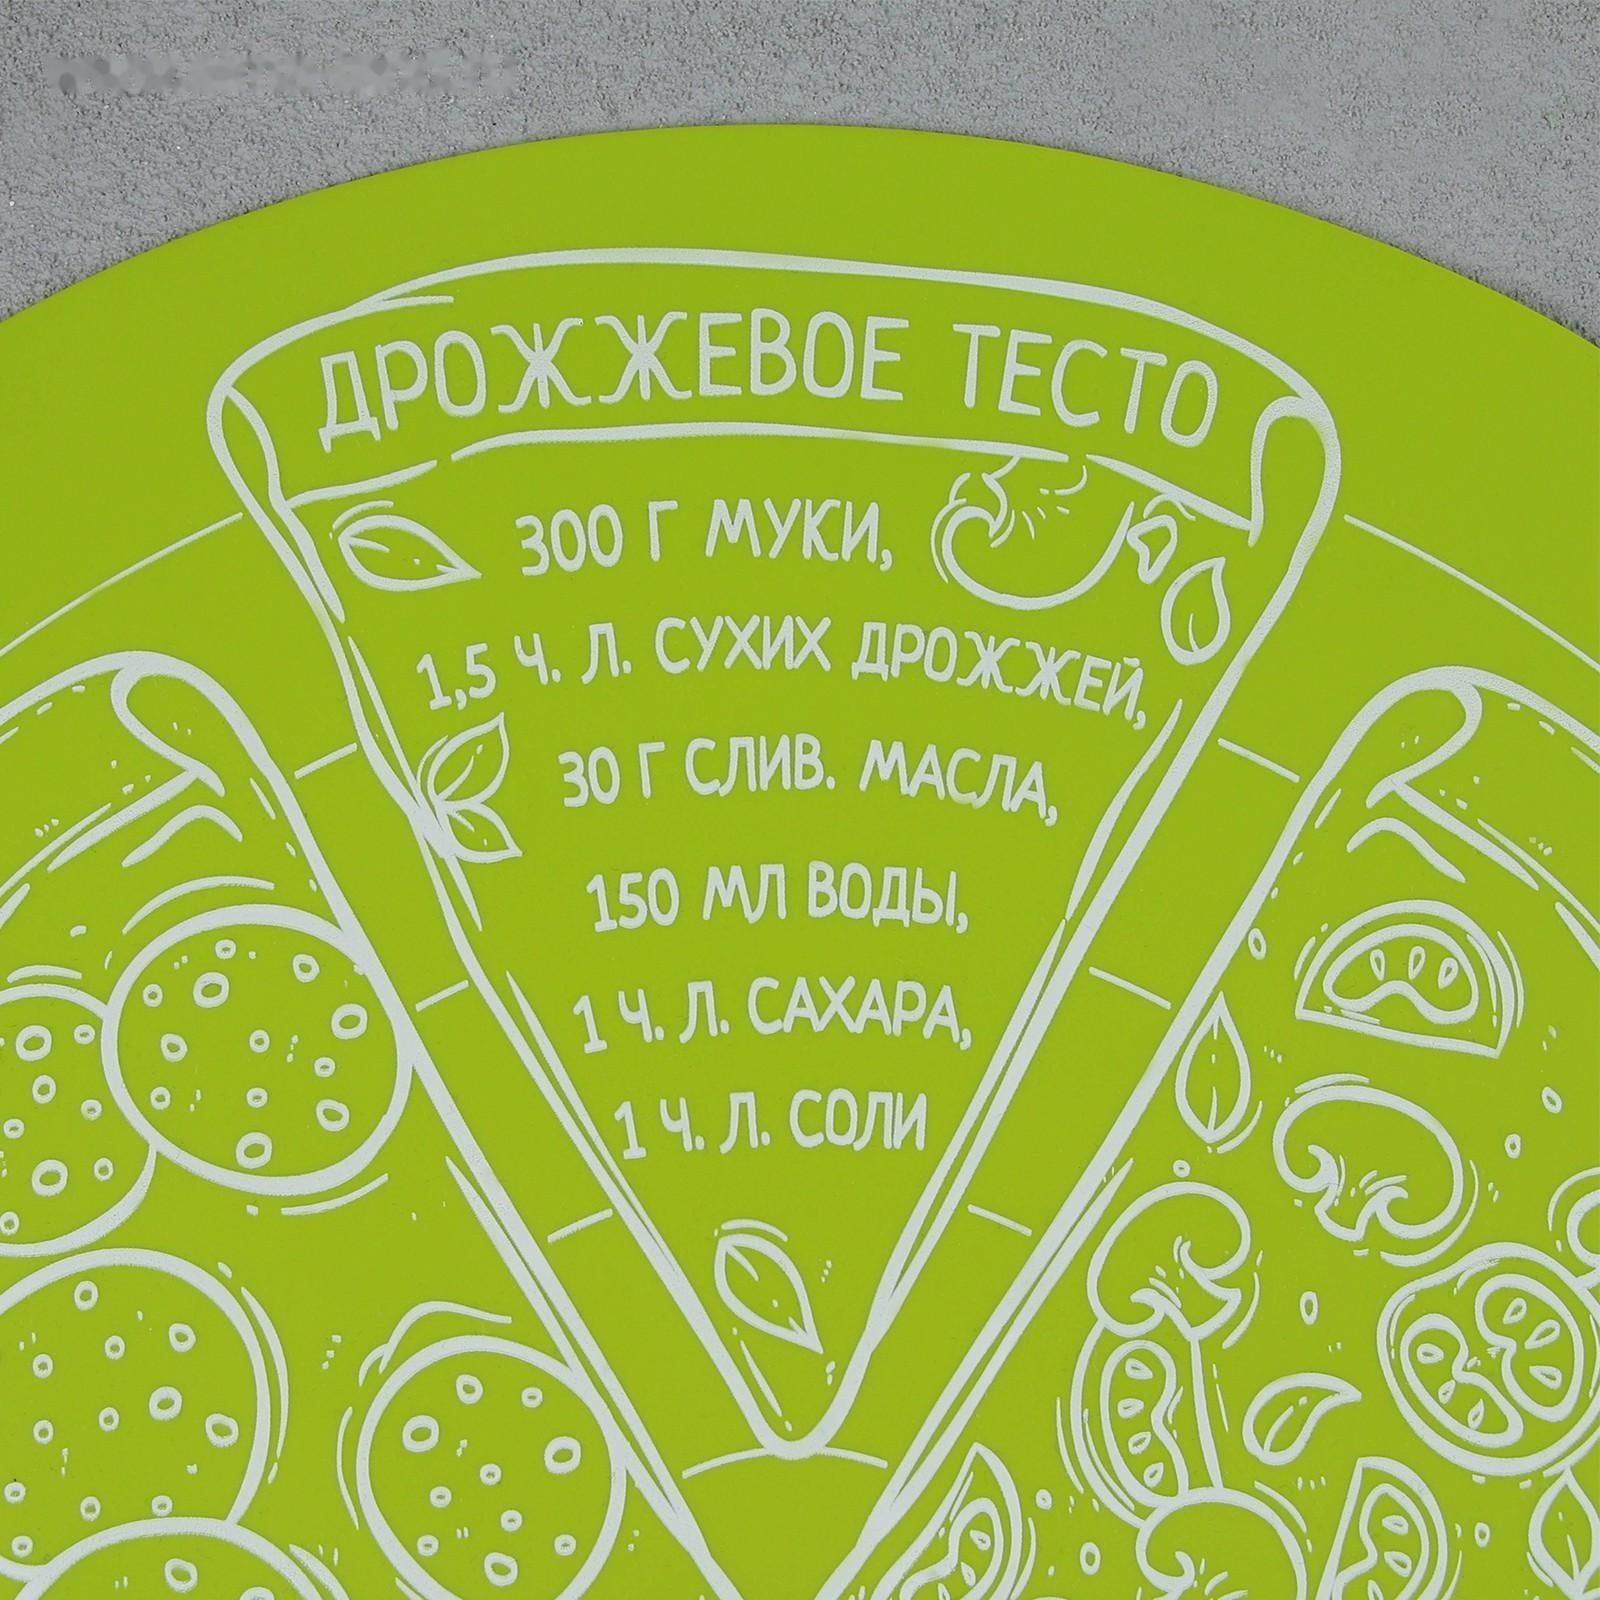 ДРОЖЖЕВОЕ ТЕСТО
300 Г МУКИ,
1,5 Ч. Л. СУХИХ ДРОЖЖЕЙ,
30 Г СЛИВ. МАСЛА,
150 МЛ ВОДЫ,
1 Ч. Л. САХАРА,
1 Ч. Л. СОЛИ